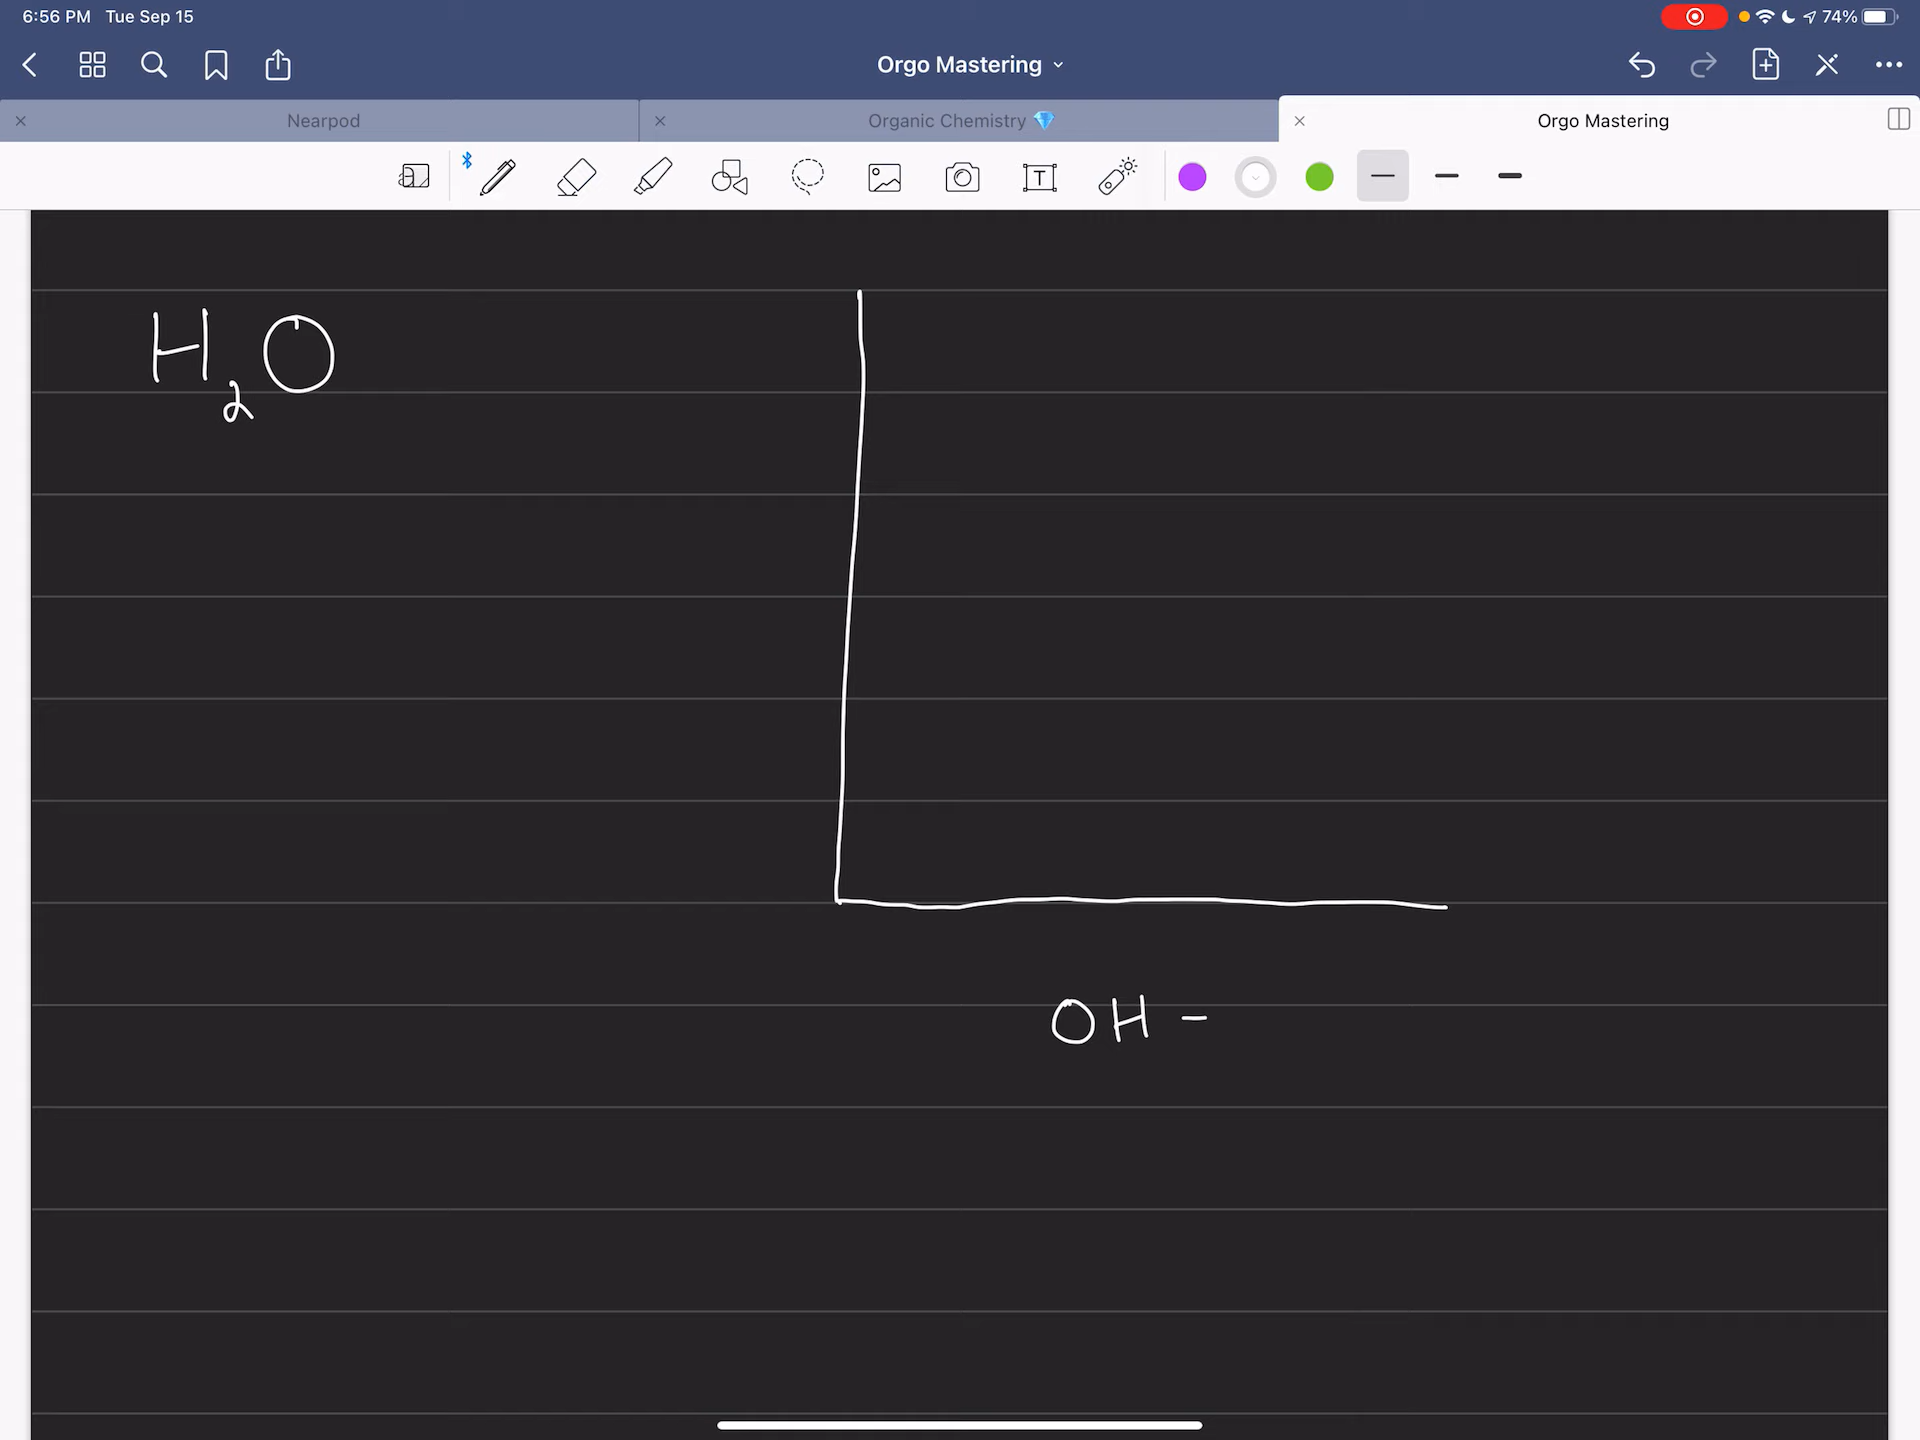 6:56 PM Tue Sep 15
74%
Orgo Mastering
Nearpod
Organic Chemistry 💎
Orgo Mastering
H₂O
OH -